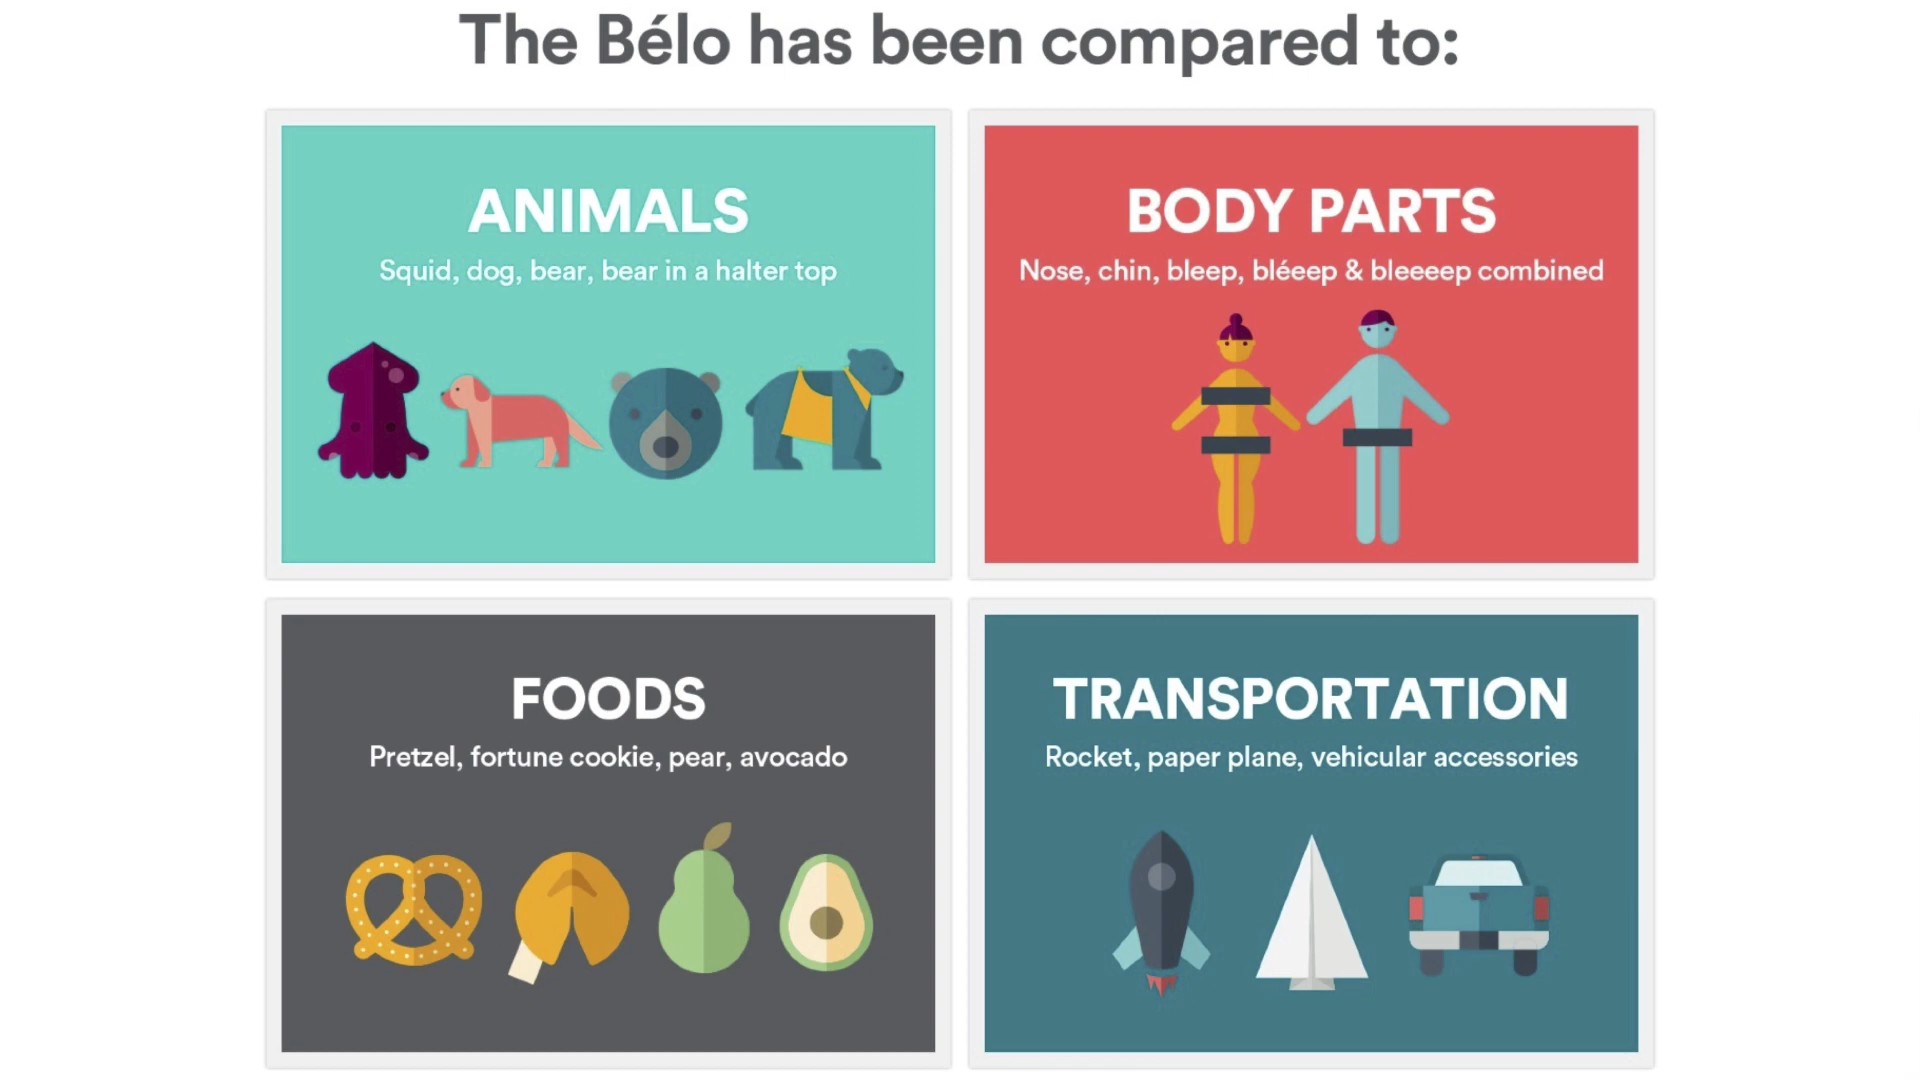 The Bélo has been compared to:
ANIMALS
Squid, dog, bear, bear in a halter top
BODY PARTS
Nose, chin, bleep, bléeep & bleeeep combined
FOODS
Pretzel, fortune cookie, pear, avocado
TRANSPORTATION
Rocket, paper plane, vehicular accessories